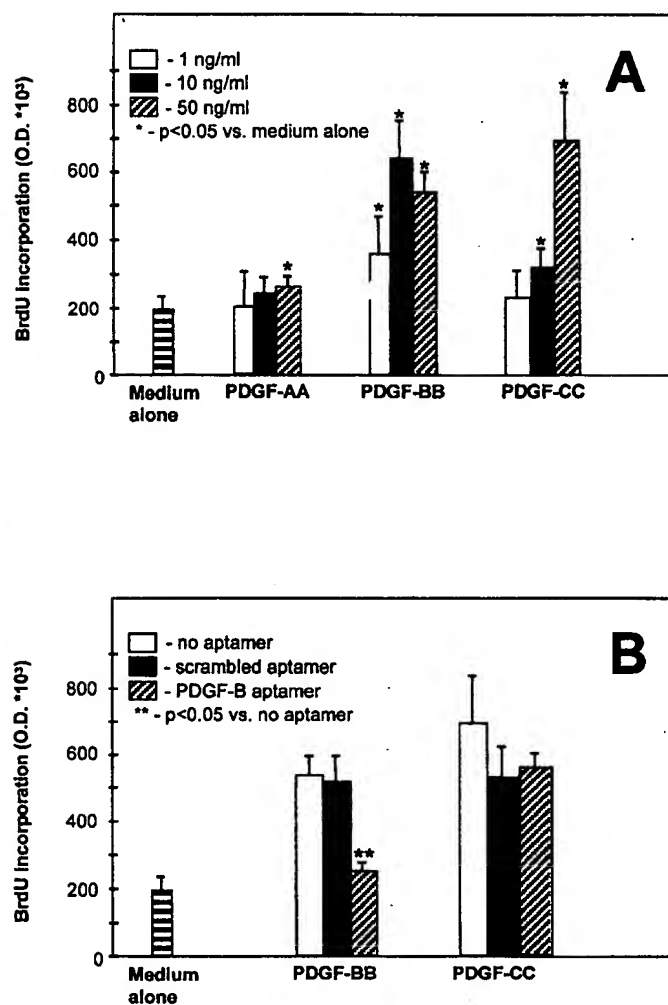 A
- 1 ng/ml
- 10 ng/ml
- 50 ng/ml
* - p<0.05 vs. medium alone
BrdU incorporation (O.D. *10³)
800
600
400
200
0
*
*
*
*
*
*
Medium alone
PDGF-AA
PDGF-BB
PDGF-CC
B
- no aptamer
- scrambled aptamer
- PDGF-B aptamer
** - p<0.05 vs. no aptamer
BrdU incorporation (O.D. *10³)
800
600
400
200
0
**
Medium alone
PDGF-BB
PDGF-CC